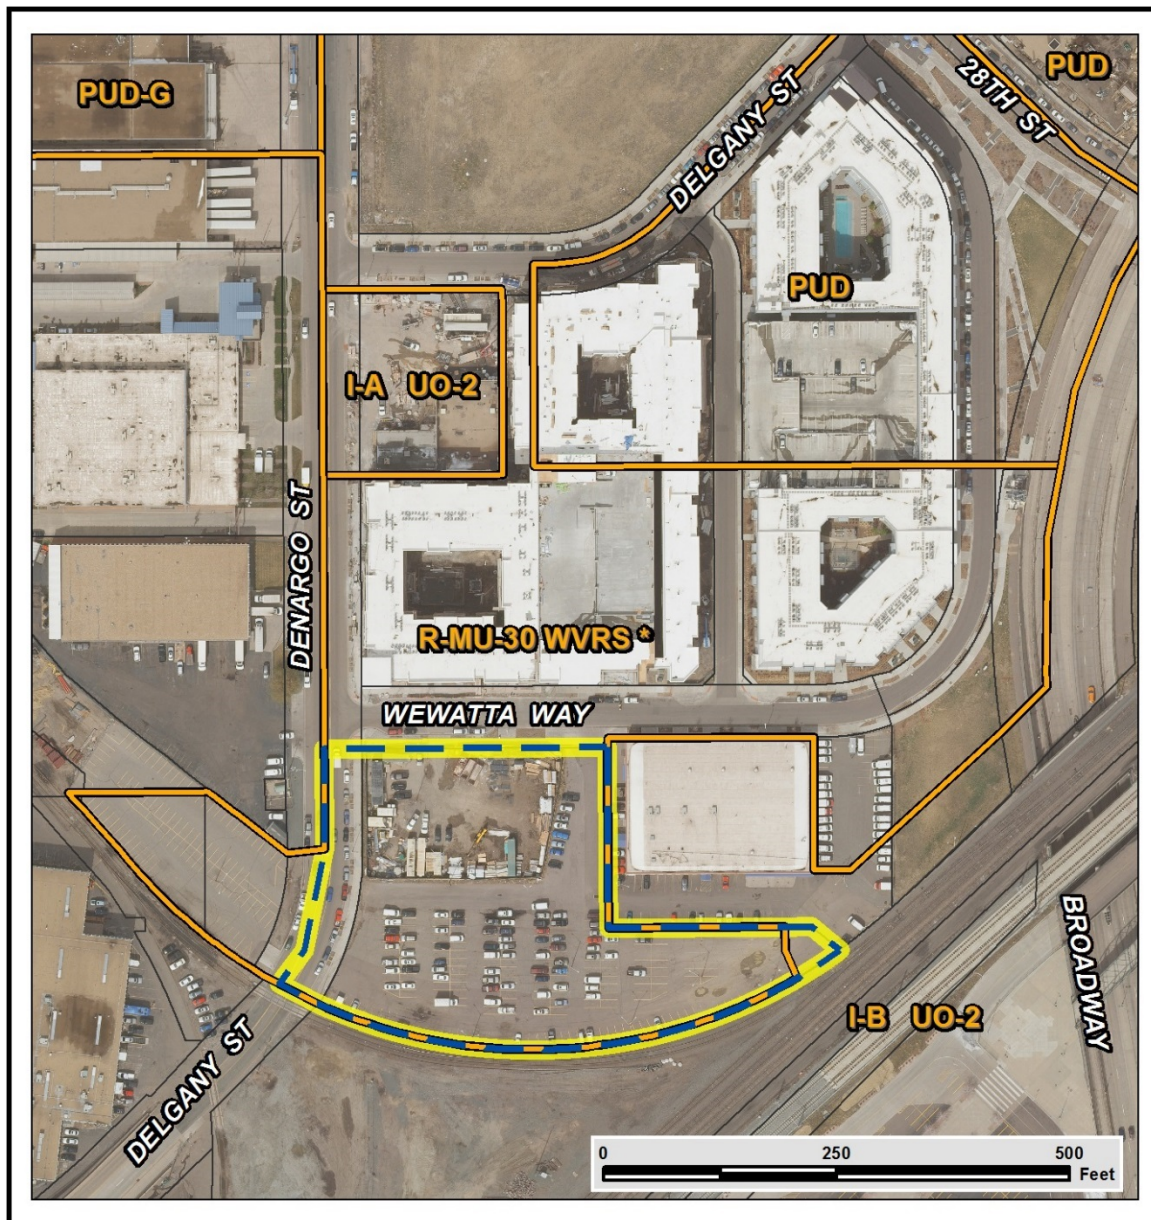 PUD
28TH ST
PUD-G
DELGANY ST
PUD
I-A UO-2
DENARGO ST
R-MU-30 WVRS *
WEWATTA WAY
BROADWAY
I-B UO-2
DELGANY ST
0 250 500
Feet